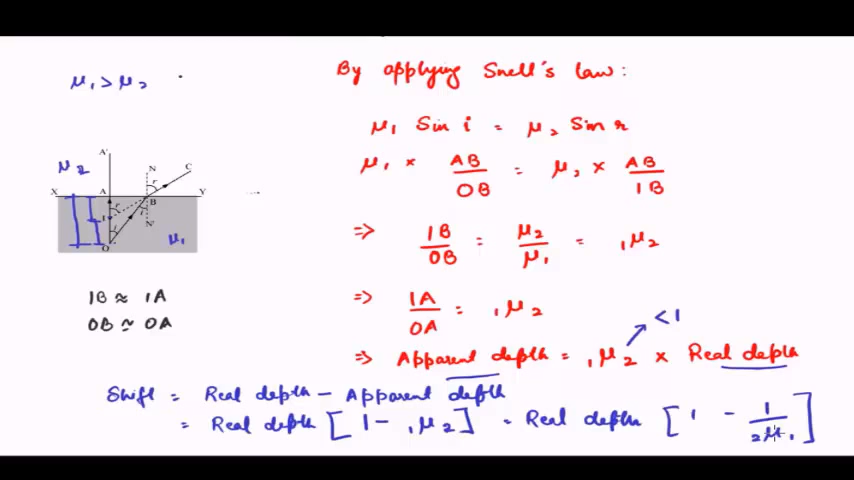 μ₁ > μ₂
By applying Snell's law:
μ₁ Sin i = μ₂ Sin r
μ₁ × AB/OB = μ₂ × AB/IB
A'
N
C
μ₂
r
X
A
B
Y
r
i
N'
I
i
μ₁
O
⇒ IB/OB = μ₂/μ₁ = ₁μ₂
IB ≈ IA
OB ≈ OA
⇒ IA/OA = ₁μ₂
<1
⇒ Apparent depth = ₁μ₂ × Real depth
Shift = Real depth - Apparent depth
= Real depth [1 - ₁μ₂] = Real depth [1 - 1/₂μ₁]